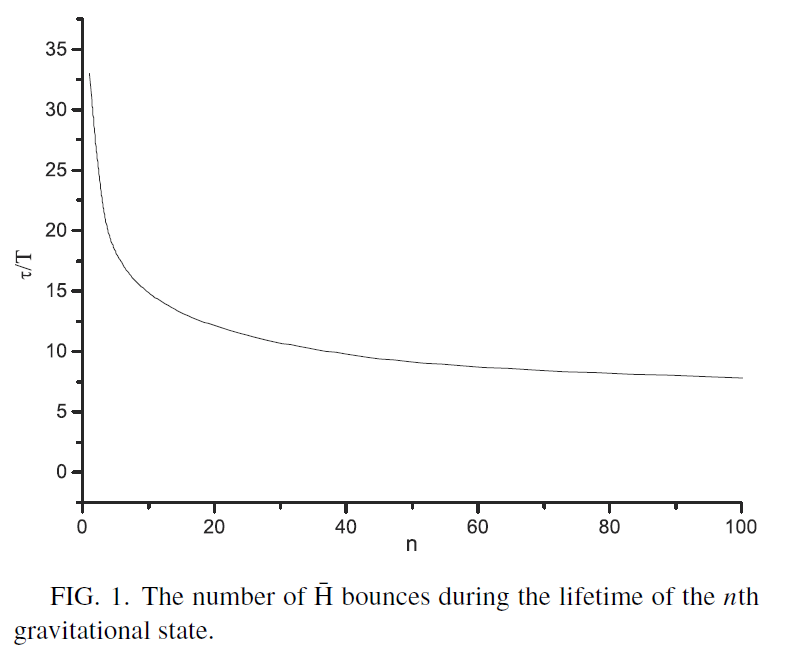 35
30
25
20
15
10
5
0
τ/T
0 20 40 60 80 100
n
FIG. 1. The number of H̄ bounces during the lifetime of the nth
gravitational state.